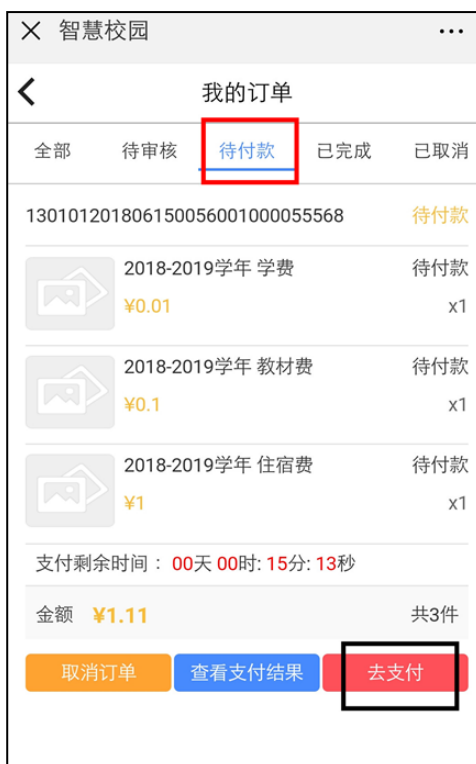 智慧校园
我的订单
全部 待审核 待付款 已完成 已取消
130101201806150056001000055568 待付款
2018-2019学年 学费 待付款
¥0.01 x1
2018-2019学年 教材费 待付款
¥0.1 x1
2018-2019学年 住宿费 待付款
¥1 x1
支付剩余时间： 00天 00时: 15分: 13秒
金额 ¥1.11 共3件
取消订单 查看支付结果 去支付